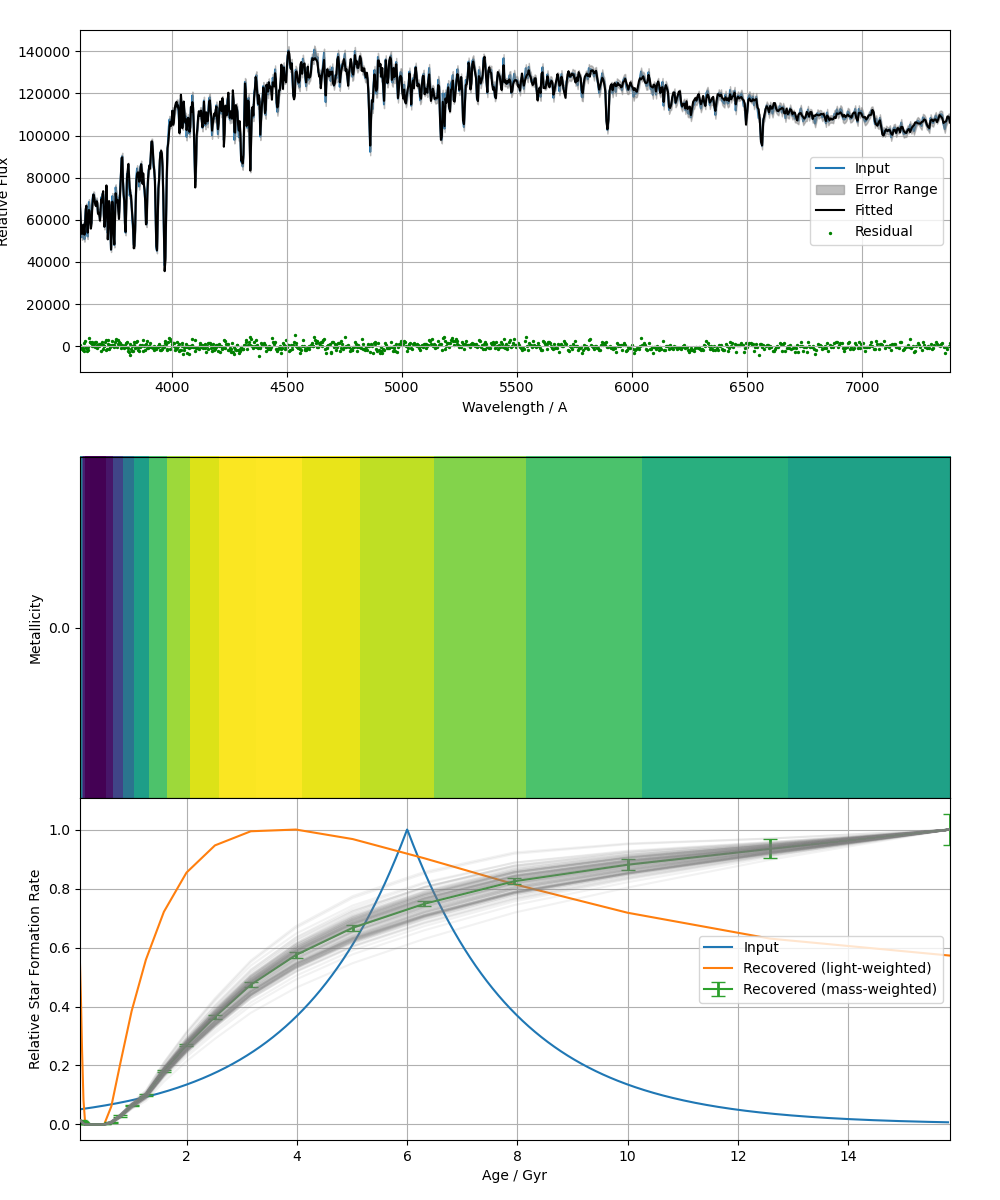 140000
120000
100000
80000
60000
40000
20000
0
Relative Flux
Input
Error Range
Fitted
Residual
4000 4500 5000 5500 6000 6500 7000
Wavelength / A
Metallicity
0.0
1.0
0.8
0.6
0.4
0.2
0.0
Relative Star Formation Rate
Input
Recovered (light-weighted)
Recovered (mass-weighted)
2 4 6 8 10 12 14
Age / Gyr